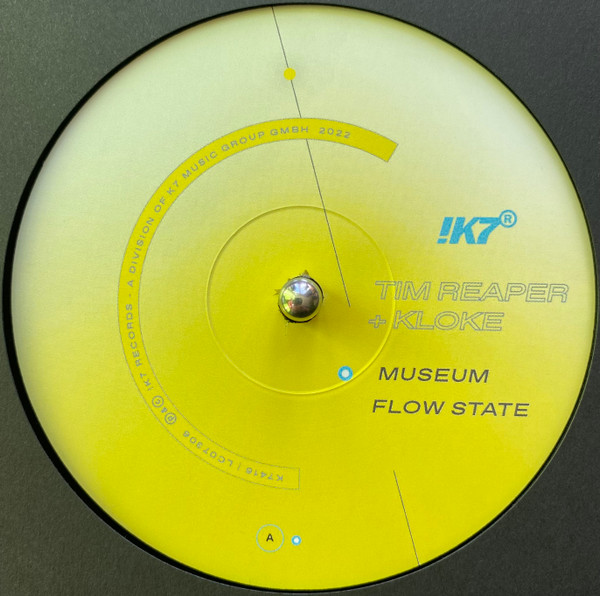 !K7®
TIM REAPER
+ KLOKE
MUSEUM
FLOW STATE
K7416 | LC07306 ℗&© !K7 RECORDS - A DIVISION OF K7 MUSIC GROUP GMBH 2022
A